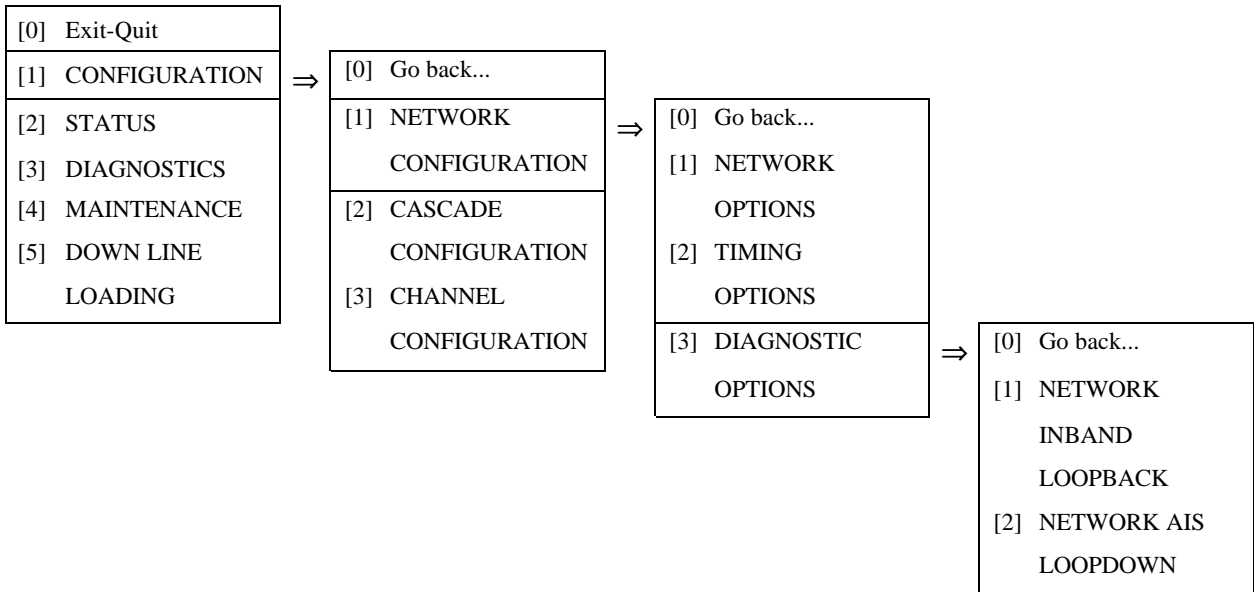 [0] Exit-Quit
[1] CONFIGURATION
[2] STATUS
[3] DIAGNOSTICS
[4] MAINTENANCE
[5] DOWN LINE
LOADING
⇒
[0] Go back...
[1] NETWORK
CONFIGURATION
[2] CASCADE
CONFIGURATION
[3] CHANNEL
CONFIGURATION
⇒
[0] Go back...
[1] NETWORK
OPTIONS
[2] TIMING
OPTIONS
[3] DIAGNOSTIC
OPTIONS
⇒
[0] Go back...
[1] NETWORK
INBAND
LOOPBACK
[2] NETWORK AIS
LOOPDOWN